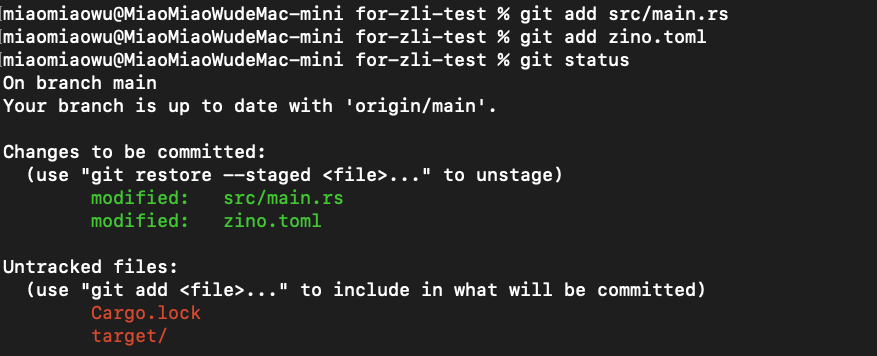 miaomiaowu@MiaoMiaoWudeMac-mini for-zli-test % git add src/main.rs
miaomiaowu@MiaoMiaoWudeMac-mini for-zli-test % git add zino.toml
miaomiaowu@MiaoMiaoWudeMac-mini for-zli-test % git status
On branch main
Your branch is up to date with 'origin/main'.

Changes to be committed:
  (use "git restore --staged <file>..." to unstage)
        modified:   src/main.rs
        modified:   zino.toml

Untracked files:
  (use "git add <file>..." to include in what will be committed)
        Cargo.lock
        target/